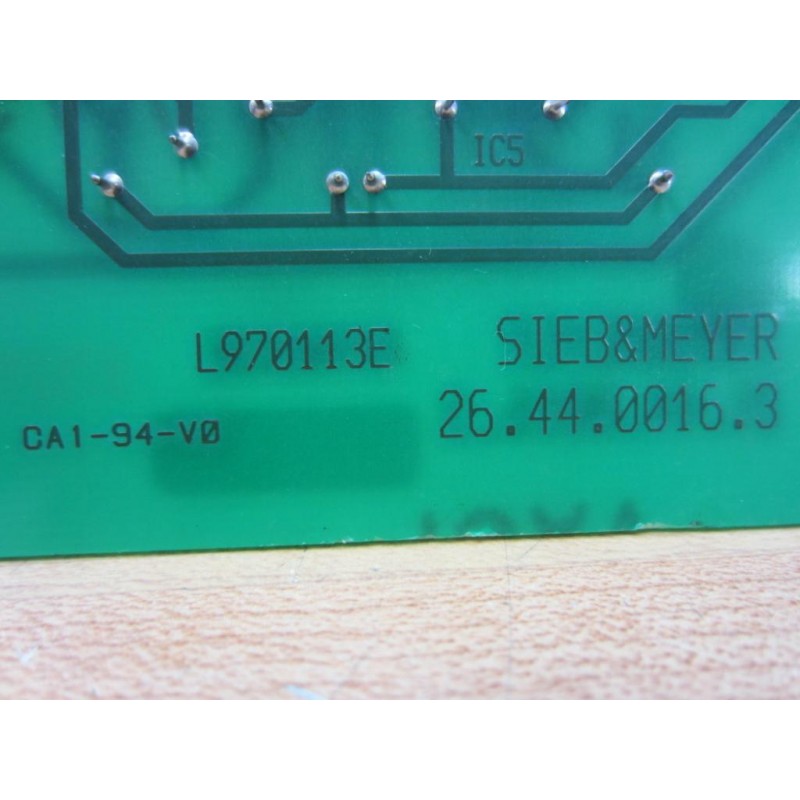 IC5
L970113E
SIEB&MEYER
26.44.0016.3
CA1-94-V0